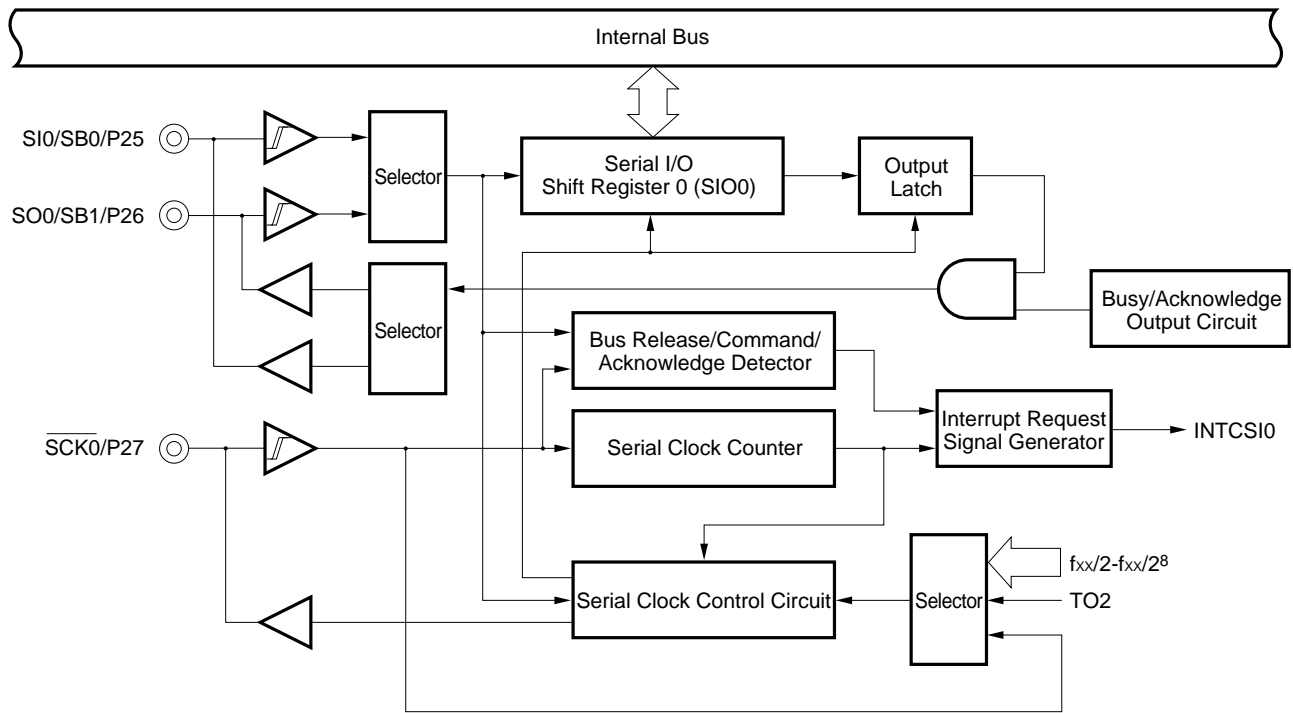 Internal Bus
SI0/SB0/P25
Selector
Serial I/O
Shift Register 0 (SIO0)
Output
Latch
SO0/SB1/P26
Selector
Busy/Acknowledge
Output Circuit
Bus Release/Command/
Acknowledge Detector
SCK0/P27
Serial Clock Counter
Interrupt Request
Signal Generator
INTCSI0
Serial Clock Control Circuit
Selector
fxx/2-fxx/2⁸
TO2